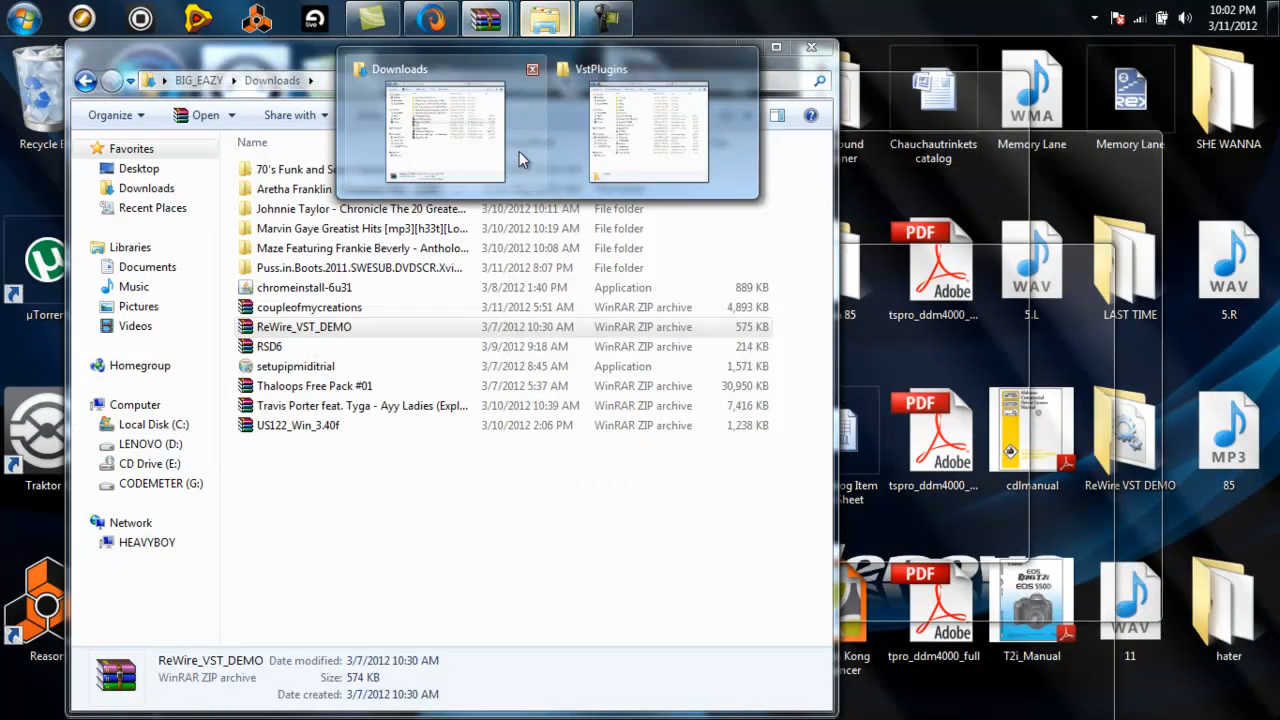 live
10:02 PM
3/11/2012
Downloads
VstPlugins
BIG_EAZY
Downloads
Organize
Open
Share with
Name
Favorites
Desktop
Downloads
Recent Places
Libraries
Documents
Music
Pictures
Videos
Homegroup
Computer
Local Disk (C:)
LENOVO (D:)
CD Drive (E:)
CODEMETER (G:)
Network
HEAVYBOY
70's Funk and So
Aretha Franklin
Johnnie Taylor - Chronicle The 20 Greate... 3/10/2012 10:11 AM File folder
Marvin Gaye Greatist Hits [mp3][h33t][Lo... 3/10/2012 10:19 AM File folder
Maze Featuring Frankie Beverly - Antholo... 3/10/2012 10:08 AM File folder
Puss.in.Boots.2011.SWESUB.DVDSCR.Xvi... 3/11/2012 8:07 PM File folder
chromeinstall-6u31 3/8/2012 1:40 PM Application 889 KB
coupleofmycreations 3/11/2012 5:51 AM WinRAR ZIP archive 4,893 KB
ReWire_VST_DEMO 3/7/2012 10:30 AM WinRAR ZIP archive 575 KB
RSD6 3/9/2012 9:18 AM WinRAR ZIP archive 214 KB
setupipmiditrial 3/7/2012 8:45 AM Application 1,571 KB
Thaloops Free Pack #01 3/7/2012 5:37 AM WinRAR ZIP archive 30,950 KB
Travis Porter feat. Tyga - Ayy Ladies (Expl... 3/10/2012 10:39 AM WinRAR ZIP archive 7,416 KB
US122_Win_3.40f 3/10/2012 2:06 PM WinRAR ZIP archive 1,238 KB
ReWire_VST_DEMO Date modified: 3/7/2012 10:30 AM
WinRAR ZIP archive Size: 574 KB
Date created: 3/7/2012 10:30 AM
Recycle B
µTorren
Traktor
Reason
ound
ner
Chauchautrickets
catalog
WMA
Memory Lane
REX
Memory Lane
SHE WANNA
85
PDF
Adobe
tspro_ddm4000_...
WAV
5.L
LAST TIME
WAV
5.R
og Item
Sheet
PDF
Adobe
tspro_ddm4000_...
cdlmanual
ReWire VST DEMO
MP3
85
Kong
ncer
PDF
Adobe
tpro_ddm4000_full
EOS 550D
T2i_Manual
WAV
11
hater